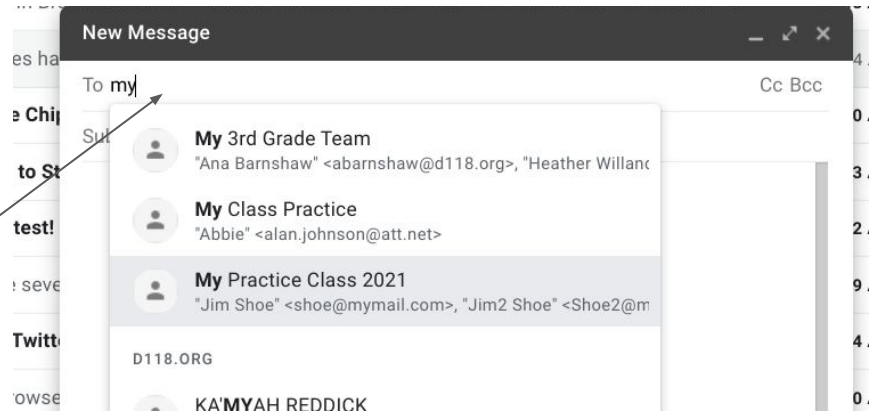 New Message
es ha
To my Cc Bcc
e Chip
Sub
My 3rd Grade Team
"Ana Barnshaw" <abarnshaw@d118.org>, "Heather Willanc
to St
My Class Practice
test!
"Abbie" <alan.johnson@att.net>
My Practice Class 2021
seve
"Jim Shoe" <shoe@mymail.com>, "Jim2 Shoe" <Shoe2@m
Twitt
D118.ORG
owse
KA'MYAH REDDICK